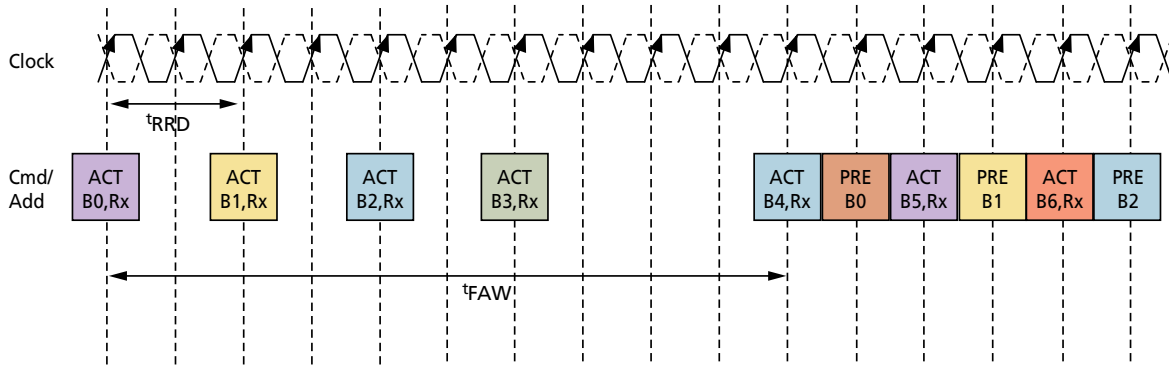 Clock
tRRD
Cmd/
Add
ACT
B0,Rx
ACT
B1,Rx
ACT
B2,Rx
ACT
B3,Rx
ACT
B4,Rx
PRE
B0
ACT
B5,Rx
PRE
B1
ACT
B6,Rx
PRE
B2
tFAW